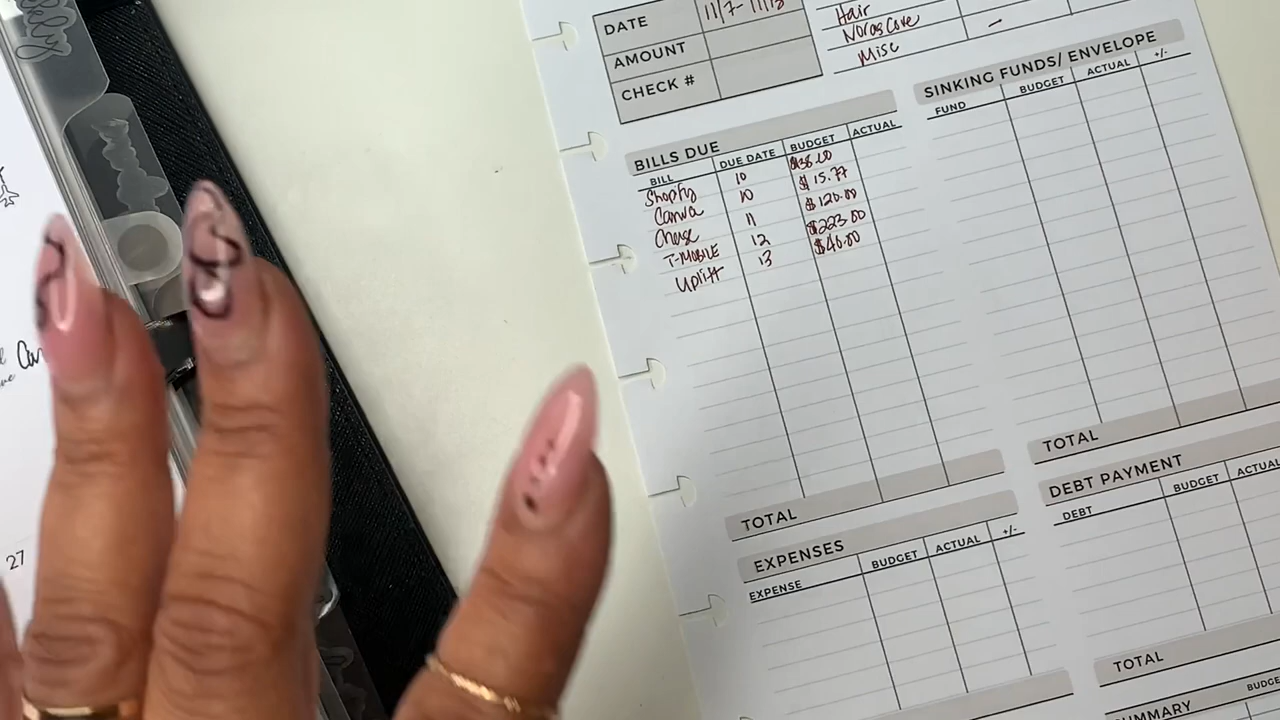 DATE 11/7-11/13
AMOUNT
CHECK #
Hair
Noras Cove
Misc —
BILLS DUE
BILL DUE DATE BUDGET ACTUAL
Shopify 10
Canva 10 $15.77
Chase 11 $120.00
T-MOBILE 12 $223.00
Uplift 13 $40.00
TOTAL
SINKING FUNDS/ ENVELOPE
FUND BUDGET ACTUAL +/-
TOTAL
EXPENSES
EXPENSE BUDGET ACTUAL +/-
DEBT PAYMENT
DEBT BUDGET ACTUAL
TOTAL
SUMMARY
27